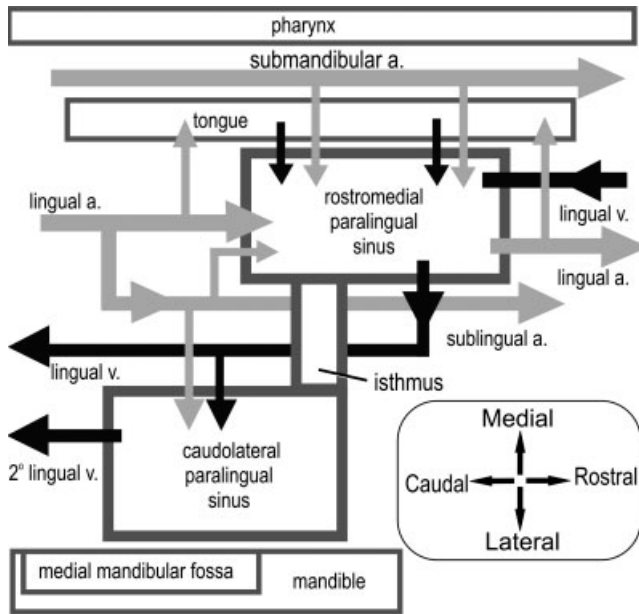 pharynx
submandibular a.
tongue
lingual a.
rostromedial
paralingual
sinus
lingual v.
lingual a.
sublingual a.
lingual v.
isthmus
2° lingual v.
caudolateral
paralingual
sinus
Medial
Caudal
Rostral
Lateral
medial mandibular fossa
mandible